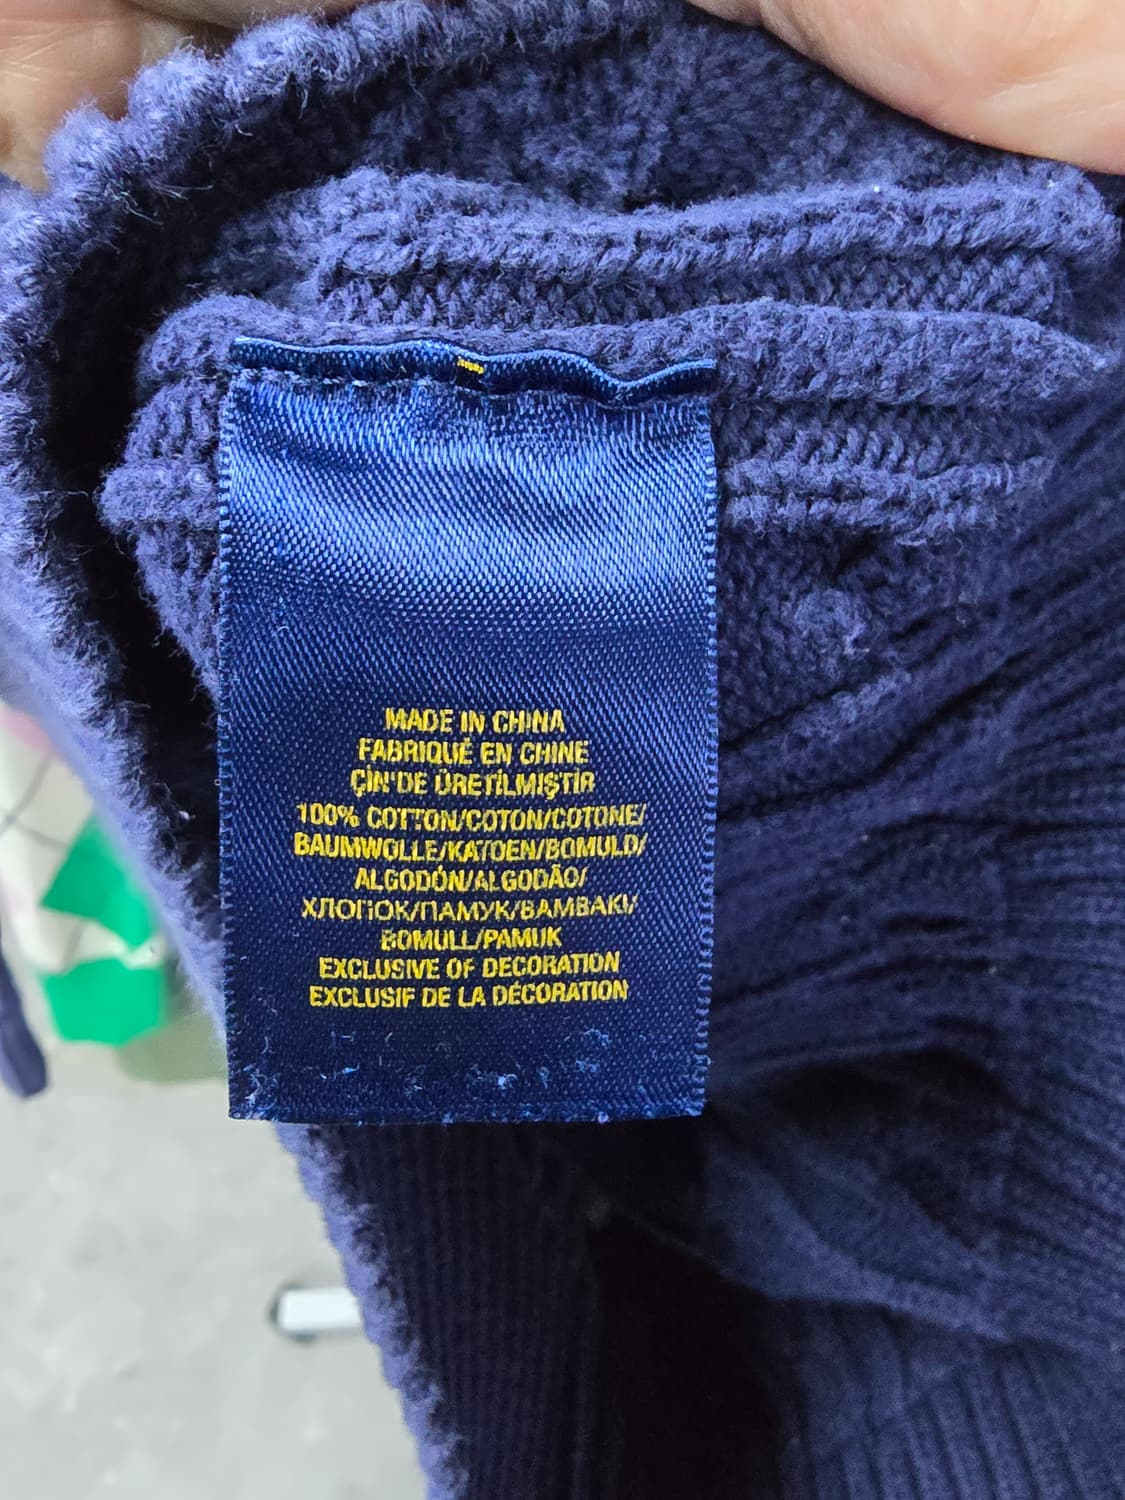 MADE IN CHINA
FABRIQUÉ EN CHINE
ÇİN'DE ÜRETİLMİŞTİR
100% COTTON/COTON/COTONE/
BAUMWOLLE/KATOEN/BOMULD/
ALGODÓN/ALGODÃO/
ХЛОПОК/ПАМУК/ΒΑΜΒΑΚΙ/
BOMULL/PAMUK
EXCLUSIVE OF DECORATION
EXCLUSIF DE LA DÉCORATION